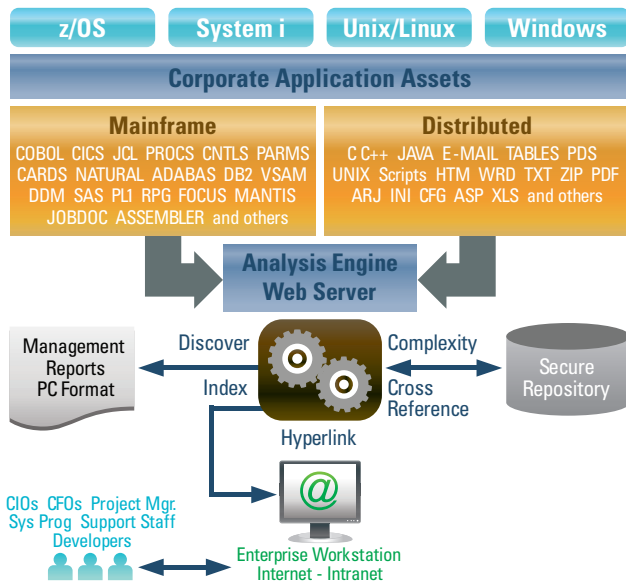 z/OS
System i
Unix/Linux
Windows
Corporate Application Assets
Mainframe
COBOL CICS JCL PROCS CNTLS PARMS
CARDS NATURAL ADABAS DB2 VSAM
DDM SAS PL1 RPG FOCUS MANTIS
JOBDOC ASSEMBLER and others
Distributed
C C++ JAVA E-MAIL TABLES PDS
UNIX Scripts HTM WRD TXT ZIP PDF
ARJ INI CFG ASP XLS and others
Analysis Engine
Web Server
Management
Reports
PC Format
Discover
Index
Complexity
Cross
Reference
Hyperlink
Secure
Repository
@
CIOs CFOs Project Mgr.
Sys Prog Support Staff
Developers
Enterprise Workstation
Internet - Intranet